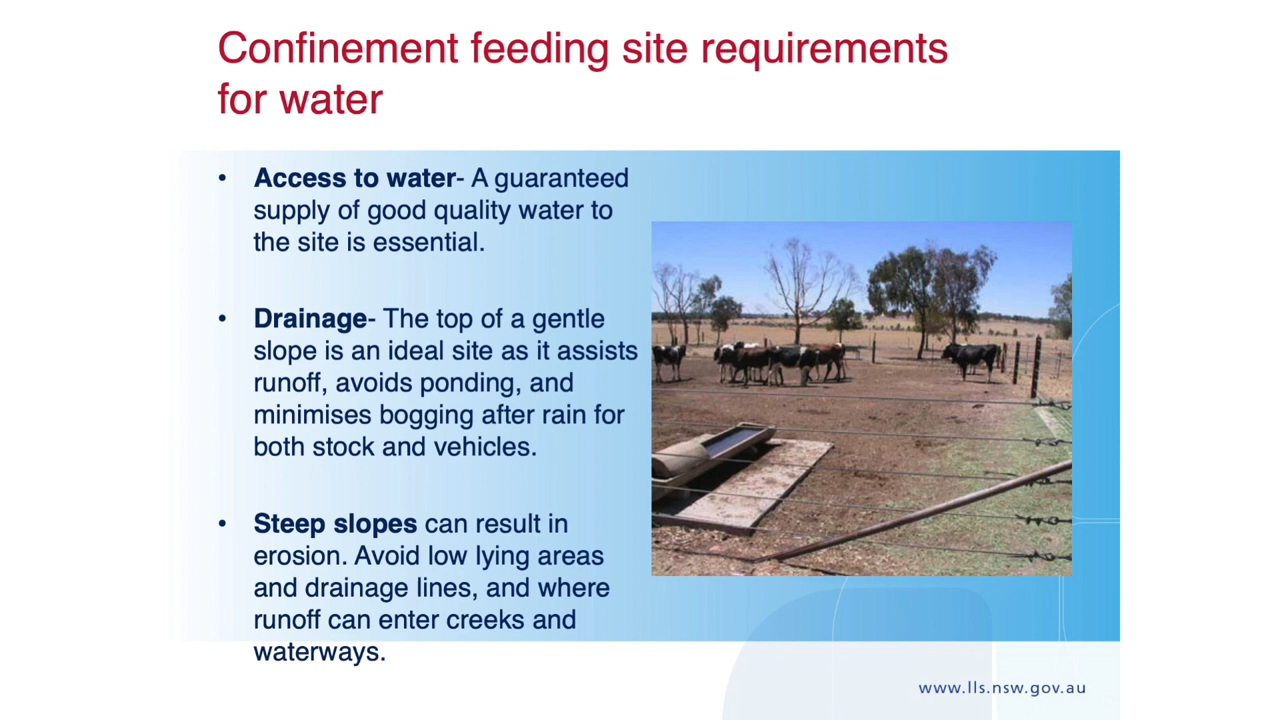 Confinement feeding site requirements
for water
• Access to water- A guaranteed
supply of good quality water to
the site is essential.
• Drainage- The top of a gentle
slope is an ideal site as it assists
runoff, avoids ponding, and
minimises bogging after rain for
both stock and vehicles.
• Steep slopes can result in
erosion. Avoid low lying areas
and drainage lines, and where
runoff can enter creeks and
waterways.
www.lls.nsw.gov.au